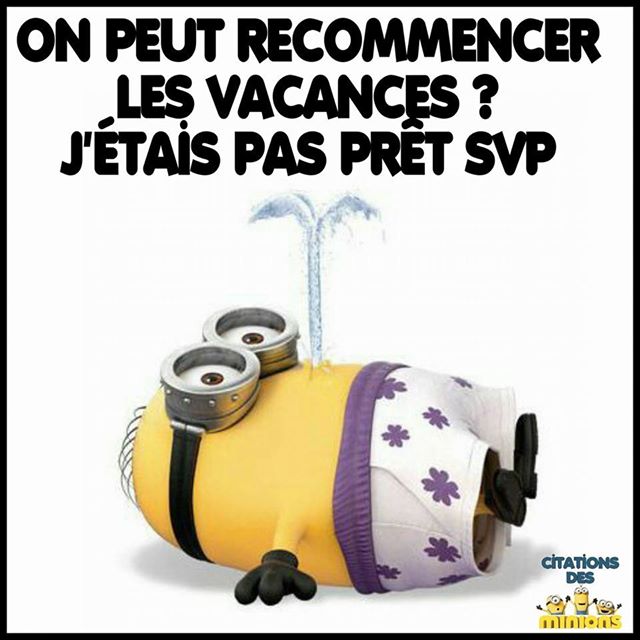 ON PEUT RECOMMENCER
LES VACANCES ?
J'ÉTAIS PAS PRÊT SVP
CITATIONS
DES
MINIONS